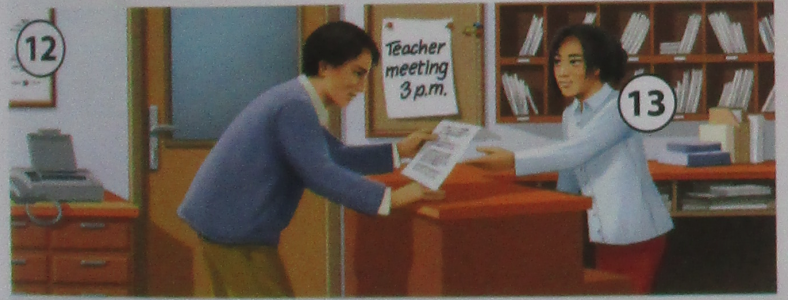 12
Teacher
meeting
3 p.m.
13